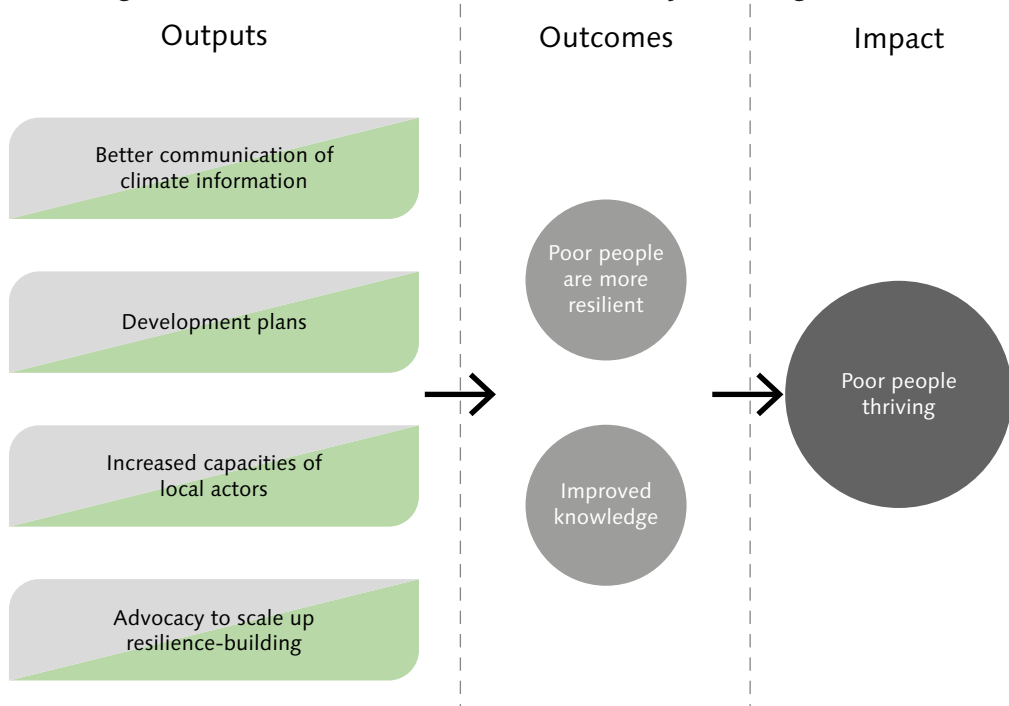 Outputs
Better communication of
climate information
Development plans
Increased capacities of
local actors
Advocacy to scale up
resilience-building
Outcomes
Poor people
are more
resilient
Improved
knowledge
Impact
Poor people
thriving